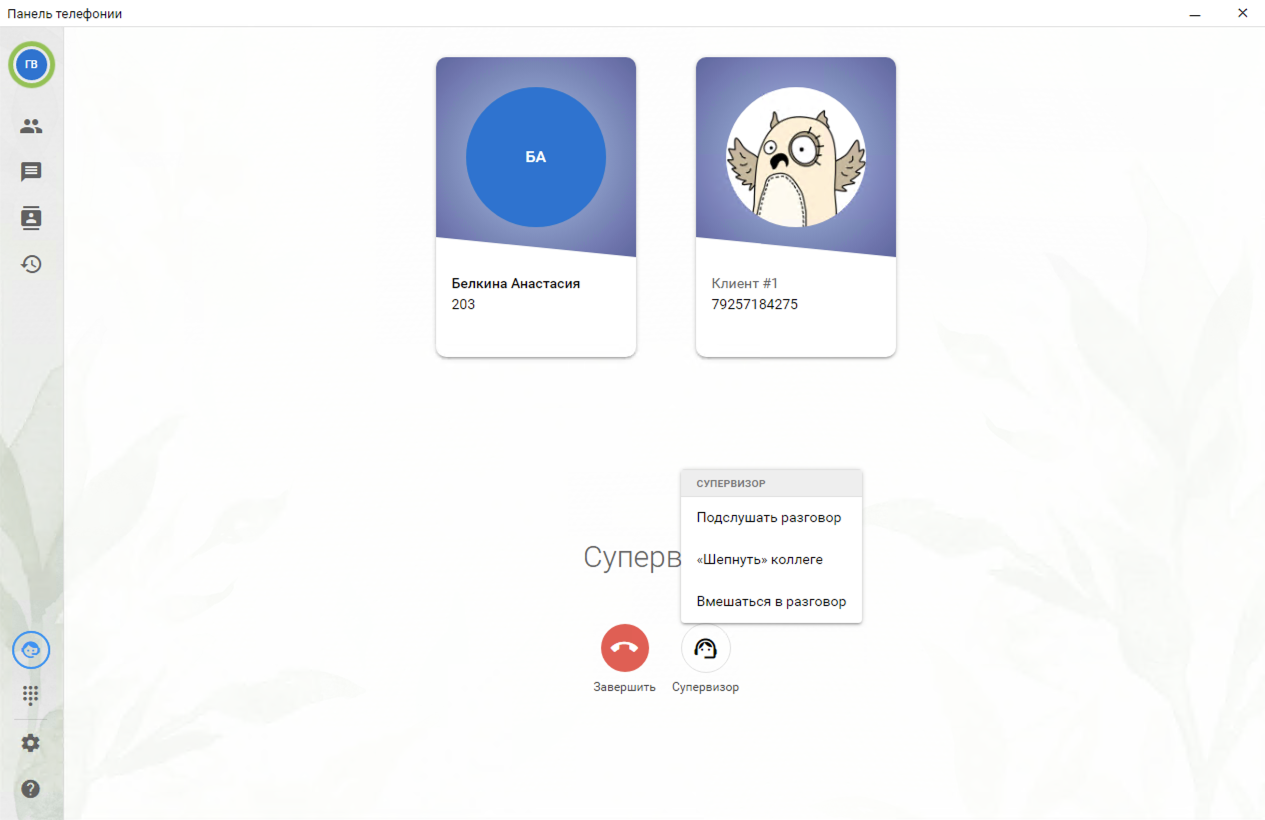 Панель телефонии
ГВ
БА
Белкина Анастасия
203
Клиент #1
79257184275
СУПЕРВИЗОР
Подслушать разговор
«Шепнуть» коллеге
Вмешаться в разговор
Суперв
Завершить
Супервизор